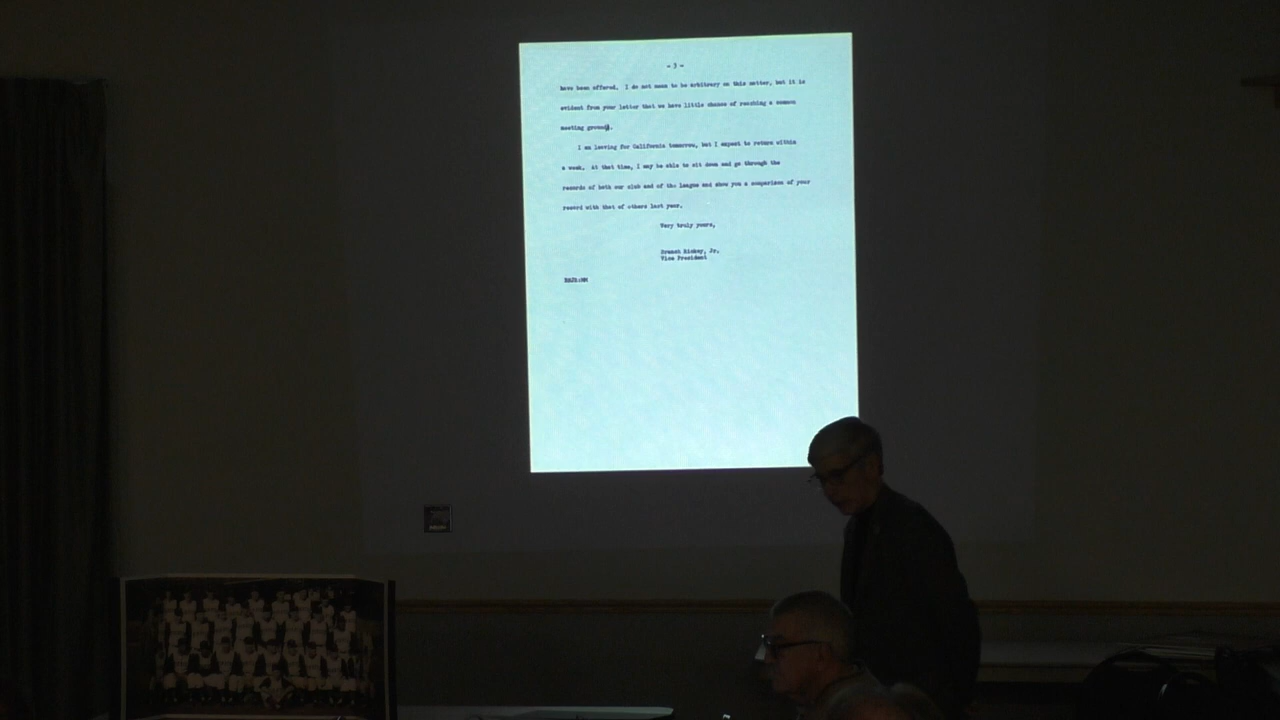 - 3 -
have been offered. I do not mean to be arbitrary on this matter, but it is
evident from your letter that we have little chance of reaching a common
meeting ground.
I am leaving for California tomorrow, but I expect to return within
a week. At that time, I may be able to sit down and go through the
records of both our club and of the league and show you a comparison of your
record with that of others last year.
Very truly yours,
Branch Rickey, Jr.
Vice President